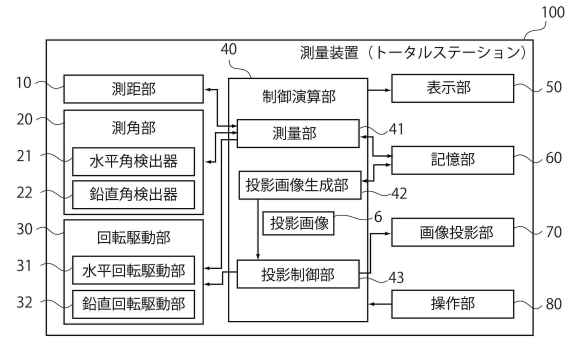 100
測量装置(トータルステーション)
10
測距部
20
測角部
21
水平角検出器
22
鉛直角検出器
30
回転駆動部
31
水平回転駆動部
32
鉛直回転駆動部
40
制御演算部
測量部
41
投影画像生成部
42
投影画像
6
投影制御部
43
表示部
50
記憶部
60
画像投影部
70
操作部
80